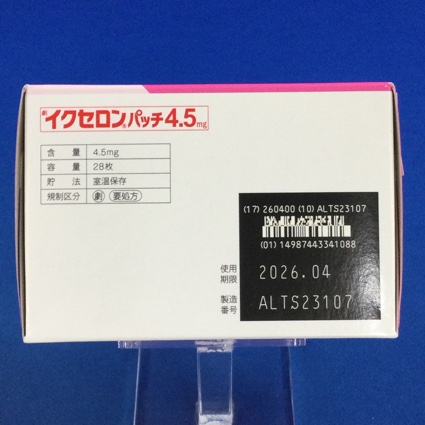 劇イクセロン®パッチ4.5mg
含量 4.5mg
容量 28枚
貯法 室温保存
規制区分 劇 要処方
(17) 260400 (10) ALTS23107
(01) 14987443341088
使用期限 2026.04
製造番号 ALTS23107